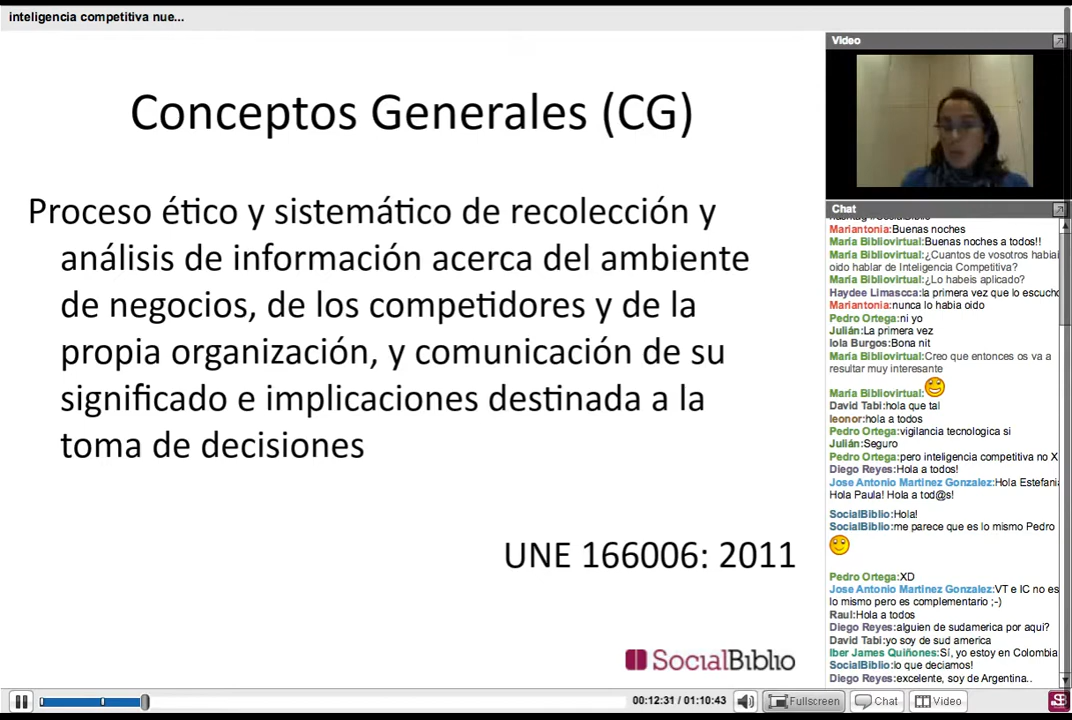 inteligencia competitiva nue...
Conceptos Generales (CG)
Proceso ético y sistemático de recolección y
análisis de información acerca del ambiente
de negocios, de los competidores y de la
propia organización, y comunicación de su
significado e implicaciones destinada a la
toma de decisiones
UNE 166006: 2011
SocialBiblio
Video
Chat
hashtag #SocialBiblio
Mariantonia:Buenas noches
María Bibliovirtual:Buenas noches a todos!!
María Bibliovirtual:¿Cuantos de vosotros habiai
oido hablar de Inteligencia Competitiva?
María Bibliovirtual:¿Lo habeis aplicado?
Haydee Limascca:la primera vez que lo escucho
Mariantonia:nunca lo habia oido
Pedro Ortega:ni yo
Julián:La primera vez
lola Burgos:Bona nit
María Bibliovirtual:Creo que entonces os va a
resultar muy interesante
María Bibliovirtual:
David Tabi:hola que tal
leonor:hola a todos
Pedro Ortega:vigilancia tecnologica si
Julián:Seguro
Pedro Ortega:pero inteligencia competitiva no X
Diego Reyes:Hola a todos!
Jose Antonio Martinez Gonzalez:Hola Estefani
Hola Paula! Hola a tod@s!
SocialBiblio:Hola!
SocialBiblio:me parece que es lo mismo Pedro
Pedro Ortega:XD
Jose Antonio Martinez Gonzalez:VT e IC no es
lo mismo pero es complementario ;-)
Raul:Hola a todos
Diego Reyes:alguien de sudamerica por aqui?
David Tabi:yo soy de sud america
Iber James Quiñones:Sí, yo estoy en Colombia
SocialBiblio:lo que deciamos!
Diego Reyes:excelente, soy de Argentina..
00:12:31 / 01:10:43
Fullscreen
Chat
Video